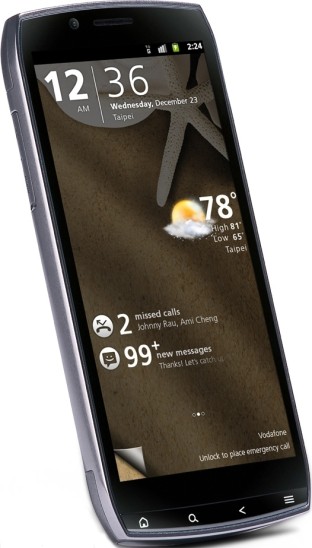 2:24
12 36
AM
Wednesday, December 23
Taipei
78°
High 81°
Low 65°
Taipei
2 missed calls
Johnny Rau, Ami Cheng
99+ new messages
Thanks! Let's catch us
Vodafone
Unlock to place emergency call